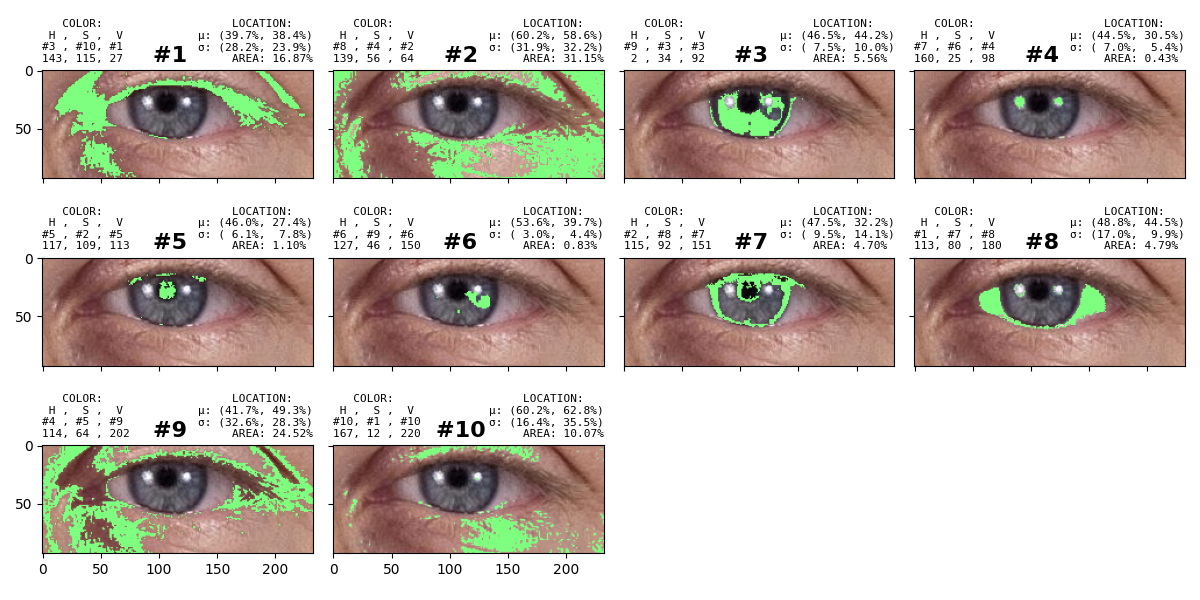 COLOR: LOCATION:
H , S , V μ: (39.7%, 38.4%)
#3 , #10, #1 σ: (28.2%, 23.9%)
143, 115, 27 #1 AREA: 16.87%
COLOR: LOCATION:
H , S , V μ: (60.2%, 58.6%)
#8 , #4 , #2 σ: (31.9%, 32.2%)
139, 56 , 64 #2 AREA: 31.15%
COLOR: LOCATION:
H , S , V μ: (46.5%, 44.2%)
#9 , #3 , #3 σ: ( 7.5%, 10.0%)
2 , 34 , 92 #3 AREA: 5.56%
COLOR: LOCATION:
H , S , V μ: (44.5%, 30.5%)
#7 , #6 , #4 σ: ( 7.0%, 5.4%)
160, 25 , 98 #4 AREA: 0.43%
0
50
COLOR: LOCATION:
H , S , V μ: (46.0%, 27.4%)
#5 , #2 , #5 σ: ( 6.1%, 7.8%)
117, 109, 113 #5 AREA: 1.10%
COLOR: LOCATION:
H , S , V μ: (53.6%, 39.7%)
#6 , #9 , #6 σ: ( 3.0%, 4.4%)
127, 46 , 150 #6 AREA: 0.83%
COLOR: LOCATION:
H , S , V μ: (47.5%, 32.2%)
#2 , #8 , #7 σ: ( 9.5%, 14.1%)
115, 92 , 151 #7 AREA: 4.70%
COLOR: LOCATION:
H , S , V μ: (48.8%, 44.5%)
#1 , #7 , #8 σ: (17.0%, 9.9%)
113, 80 , 180 #8 AREA: 4.79%
0
50
COLOR: LOCATION:
H , S , V μ: (41.7%, 49.3%)
#4 , #5 , #9 σ: (32.6%, 28.3%)
114, 64 , 202 #9 AREA: 24.52%
COLOR: LOCATION:
H , S , V μ: (60.2%, 62.8%)
#10, #1 , #10 σ: (16.4%, 35.5%)
167, 12 , 220 #10 AREA: 10.07%
0
50
0 50 100 150 200
0 50 100 150 200